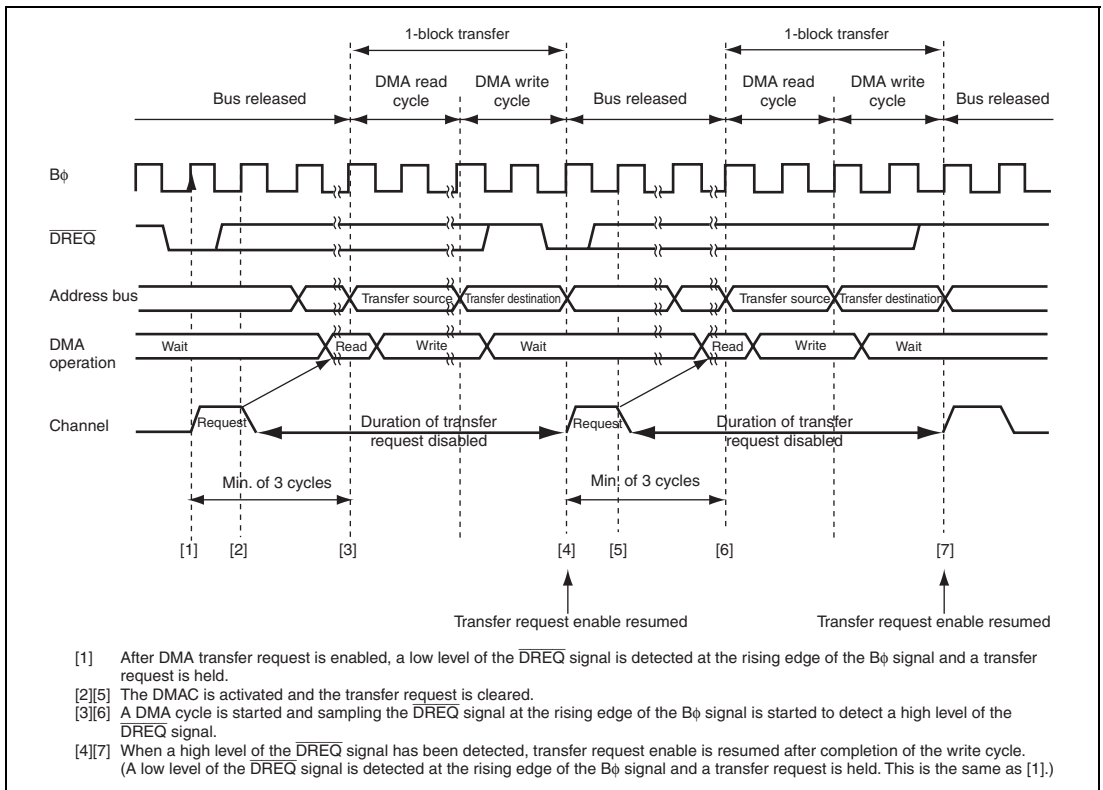 1-block transfer
1-block transfer
DMA read cycle
DMA write cycle
DMA read cycle
DMA write cycle
Bus released
Bus released
Bus released
Bφ
DREQ
Address bus
Transfer source
Transfer destination
Transfer source
Transfer destination
DMA operation
Wait
Read
Write
Wait
Read
Write
Wait
Channel
Request
Duration of transfer request disabled
Request
Duration of transfer request disabled
Min. of 3 cycles
Min. of 3 cycles
[1]
[2]
[3]
[4]
[5]
[6]
[7]
Transfer request enable resumed
Transfer request enable resumed
[1] After DMA transfer request is enabled, a low level of the DREQ signal is detected at the rising edge of the Bφ signal and a transfer
request is held.
[2][5] The DMAC is activated and the transfer request is cleared.
[3][6] A DMA cycle is started and sampling the DREQ signal at the rising edge of the Bφ signal is started to detect a high level of the
DREQ signal.
[4][7] When a high level of the DREQ signal has been detected, transfer request enable is resumed after completion of the write cycle.
(A low level of the DREQ signal is detected at the rising edge of the Bφ signal and a transfer request is held. This is the same as [1].)